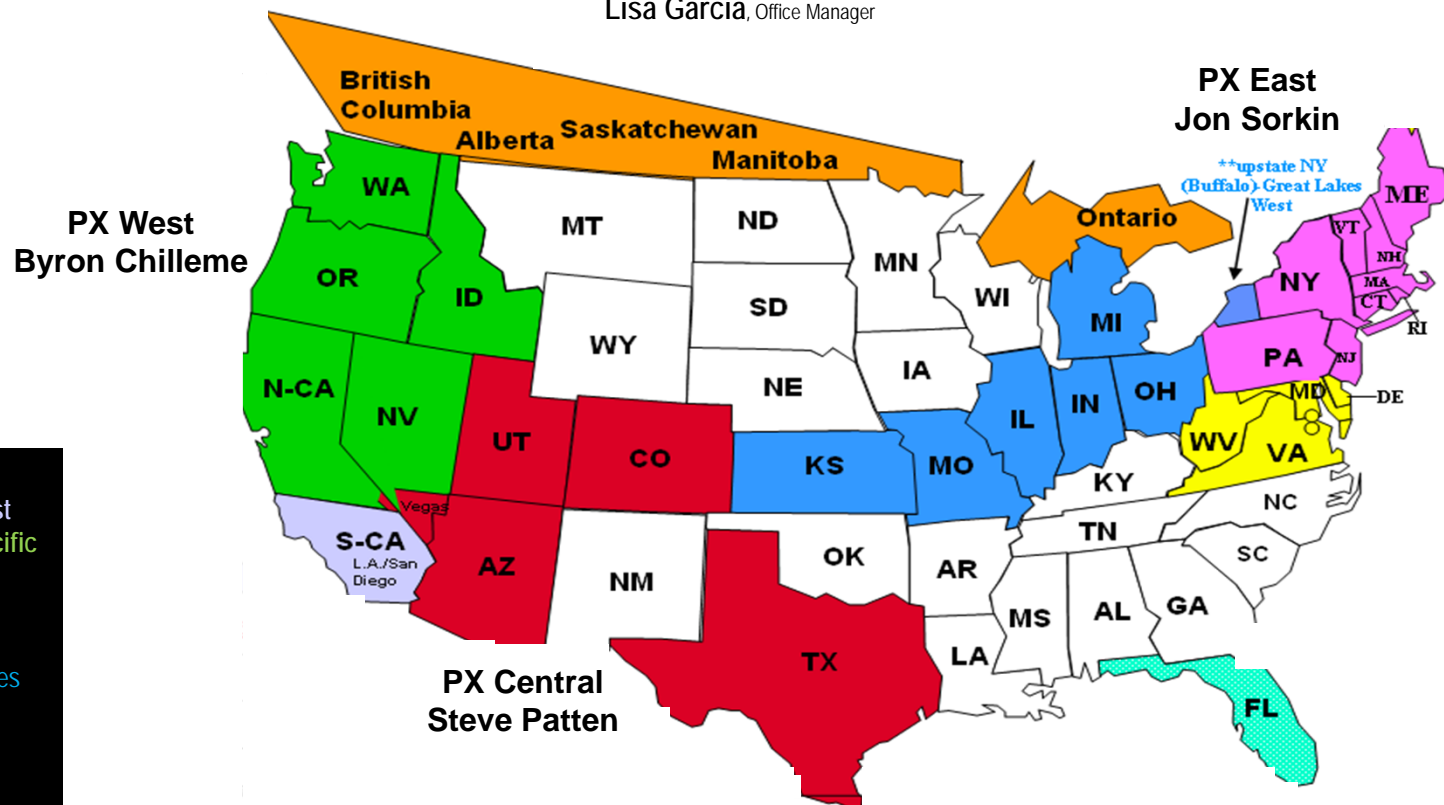 Lisa Garcia, Office Manager
PX East
Jon Sorkin
**upstate NY
(Buffalo)-Great Lakes
West
PX West
Byron Chilleme
British
Columbia
Alberta
Saskatchewan
Manitoba
Ontario
WA
MT
ND
MN
WI
MI
NY
VT
ME
NH
MA
CT
RI
OR
ID
SD
WY
IA
NE
PA
NJ
N-CA
NV
UT
CO
KS
MO
IL
IN
OH
MD
DE
WV
VA
KY
NC
TN
SC
Vegas
S-CA
L.A./San
Diego
AZ
NM
OK
AR
MS
AL
GA
LA
TX
FL
PX Central
Steve Patten
st
cific
es